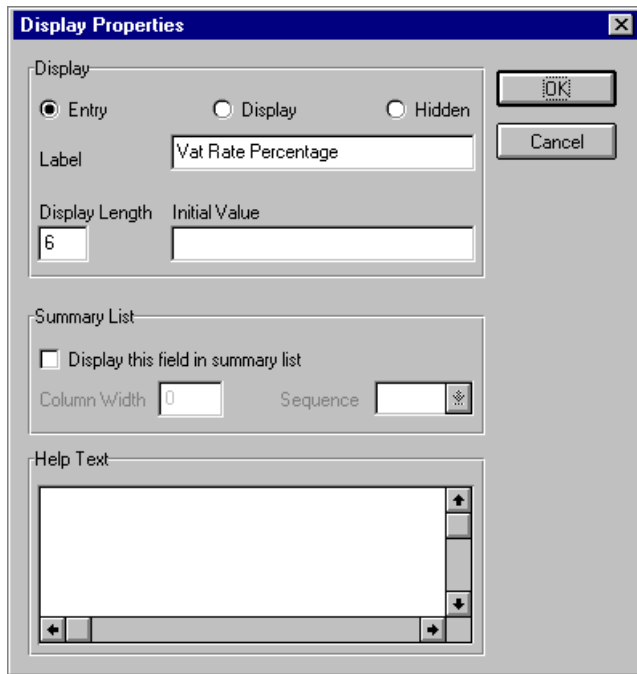 Display Properties
Display
Entry Display Hidden
OK
Cancel
Label Vat Rate Percentage
Display Length Initial Value
6
Summary List
Display this field in summary list
Column Width 0 Sequence
Help Text